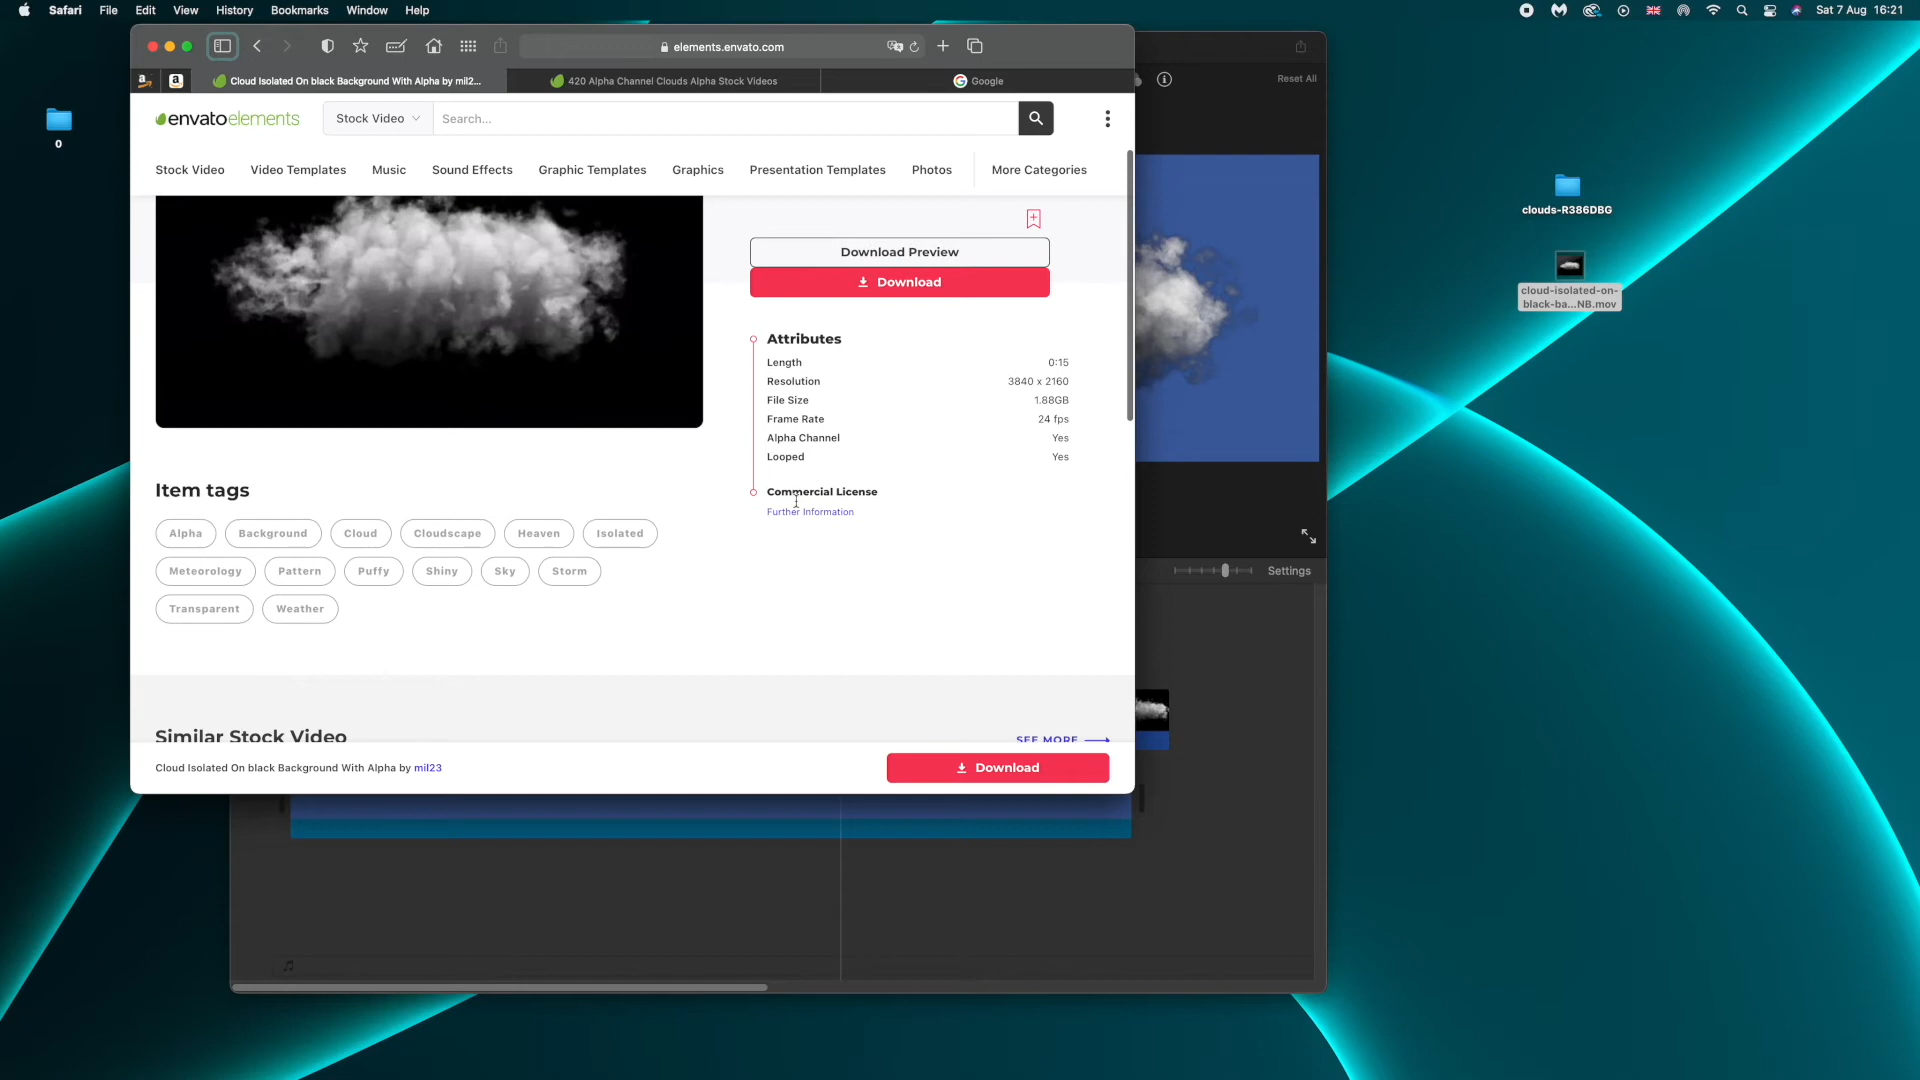 Safari File Edit View History Bookmarks Window Help
Sat 7 Aug 16:21
elements.envato.com
Cloud Isolated On black Background With Alpha by mil2...
420 Alpha Channel Clouds Alpha Stock Videos
Google
Reset All
envatoelements
Stock Video
Search...
Stock Video Video Templates Music Sound Effects Graphic Templates Graphics Presentation Templates Photos More Categories
Download Preview
Download
Attributes
Length 0:15
Resolution 3840 x 2160
File Size 1.88GB
Frame Rate 24 fps
Alpha Channel Yes
Looped Yes
Commercial License
Further Information
Item tags
Alpha Background Cloud Cloudscape Heaven Isolated
Meteorology Pattern Puffy Shiny Sky Storm
Transparent Weather
Similar Stock Video
SEE MORE
Cloud Isolated On black Background With Alpha by mil23
Download
Settings
0
clouds-R386DBG
cloud-isolated-on-
black-ba...NB.mov